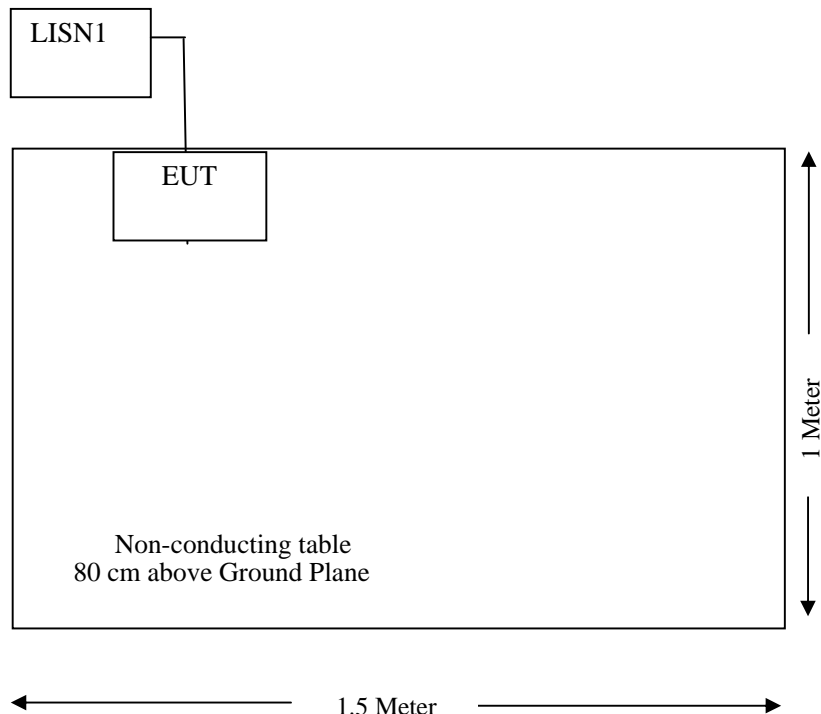 LISN1
EUT
1 Meter
Non-conducting table
80 cm above Ground Plane
1.5 Meter